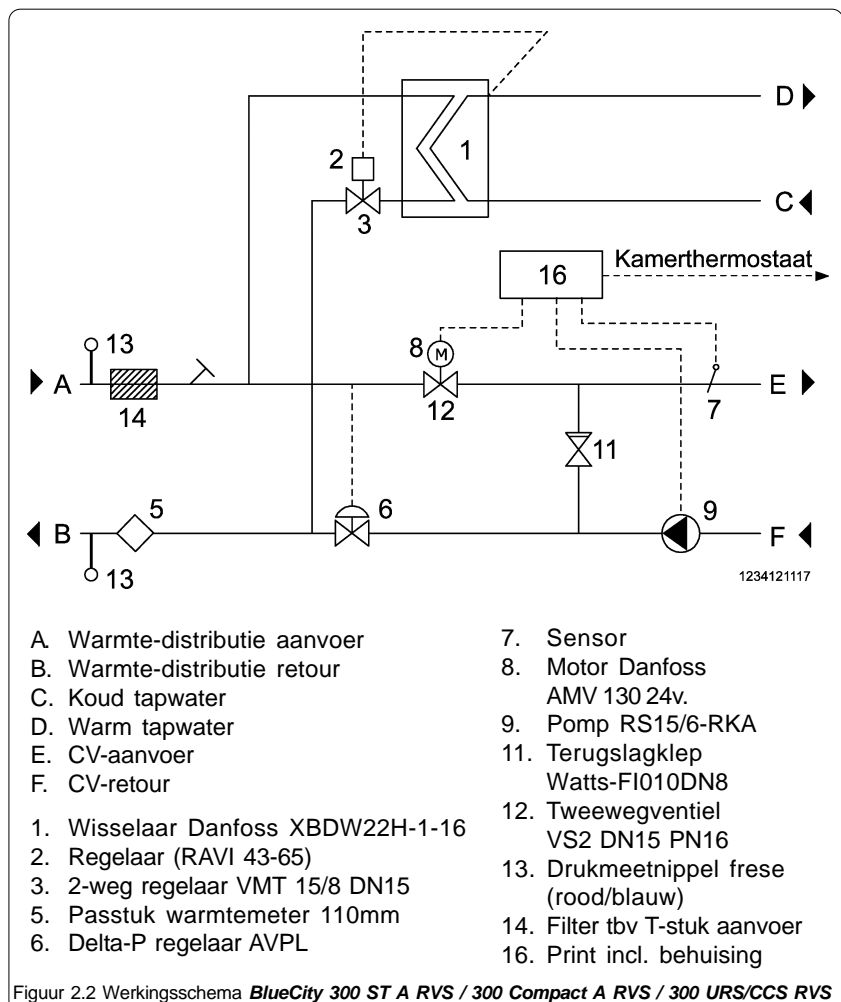 D
1
2
C
3
Kamerthermostaat
16
13
8
M
A
E
14
12
7
11
5
6
9
B
F
13
1234121117
A. Warmte-distributie aanvoer
B. Warmte-distributie retour
C. Koud tapwater
D. Warm tapwater
E. CV-aanvoer
F. CV-retour
1. Wisselaar Danfoss XBDW22H-1-16
2. Regelaar (RAVI 43-65)
3. 2-weg regelaar VMT 15/8 DN15
5. Passtuk warmtemeter 110mm
6. Delta-P regelaar AVPL
7. Sensor
8. Motor Danfoss
AMV 130 24v.
9. Pomp RS15/6-RKA
11. Terugslagklep
Watts-FI010DN8
12. Tweewegventiel
VS2 DN15 PN16
13. Drukmeetnippel frese
(rood/blauw)
14. Filter tbv T-stuk aanvoer
16. Print incl. behuising
Figuur 2.2 Werkingsschema BlueCity 300 ST A RVS / 300 Compact A RVS / 300 URS/CCS RVS